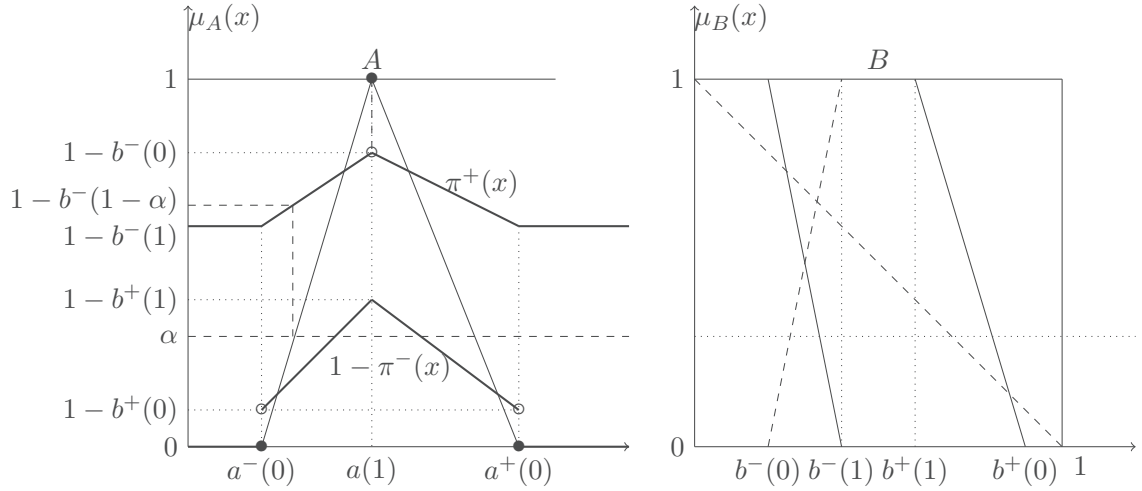 μ_A(x)
A
1
1 − b⁻(0)
π⁺(x)
1 − b⁻(1 − α)
1 − b⁻(1)
1 − b⁺(1)
α
1 − π⁻(x)
1 − b⁺(0)
0
a⁻(0) a(1) a⁺(0)
μ_B(x)
B
1
0
b⁻(0) b⁻(1) b⁺(1) b⁺(0) 1